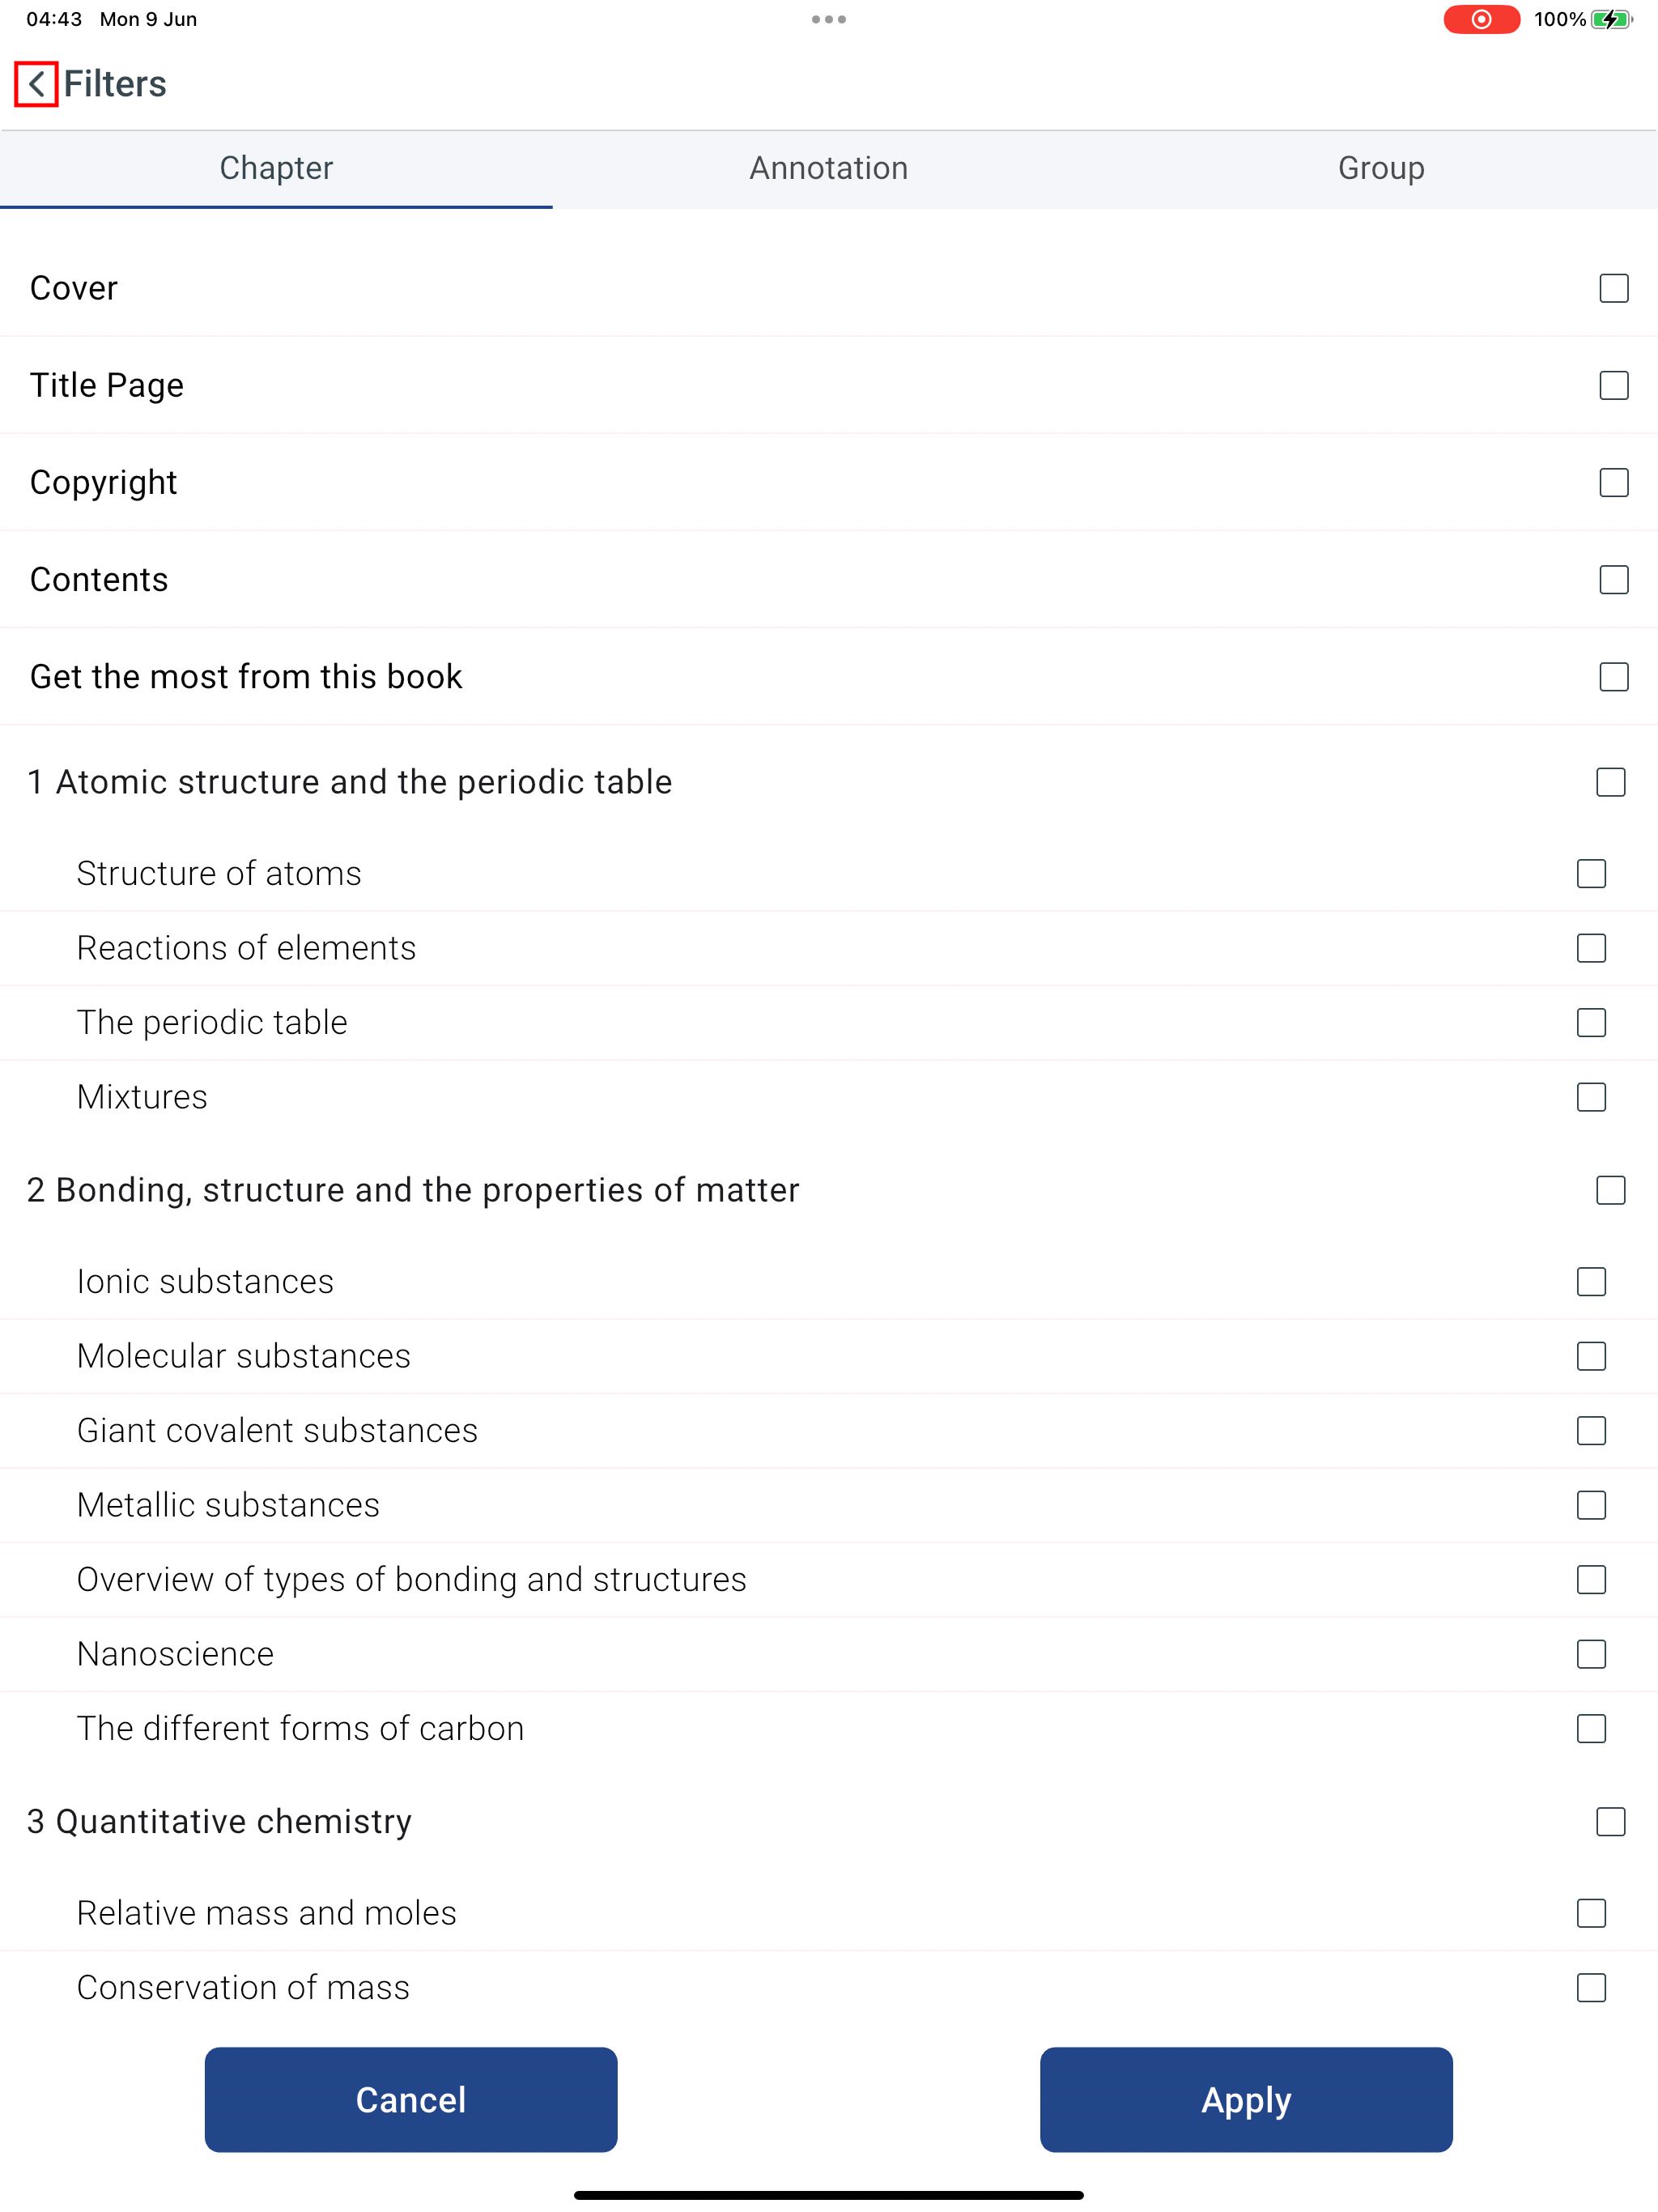 04:43 Mon 9 Jun
100%
Filters
Chapter Annotation Group
Cover
Title Page
Copyright
Contents
Get the most from this book
1 Atomic structure and the periodic table
Structure of atoms
Reactions of elements
The periodic table
Mixtures
2 Bonding, structure and the properties of matter
Ionic substances
Molecular substances
Giant covalent substances
Metallic substances
Overview of types of bonding and structures
Nanoscience
The different forms of carbon
3 Quantitative chemistry
Relative mass and moles
Conservation of mass
Cancel Apply